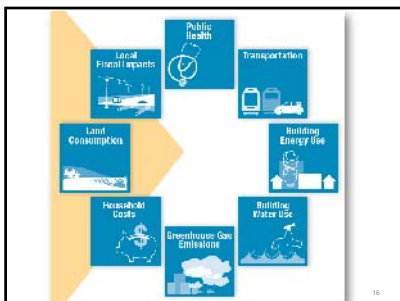 Public
Health
Local
Fiscal Impacts
Transportation
Land
Consumption
Building
Energy Use
Household
Costs
$
Building
Water Use
Greenhouse Gas
Emissions
16